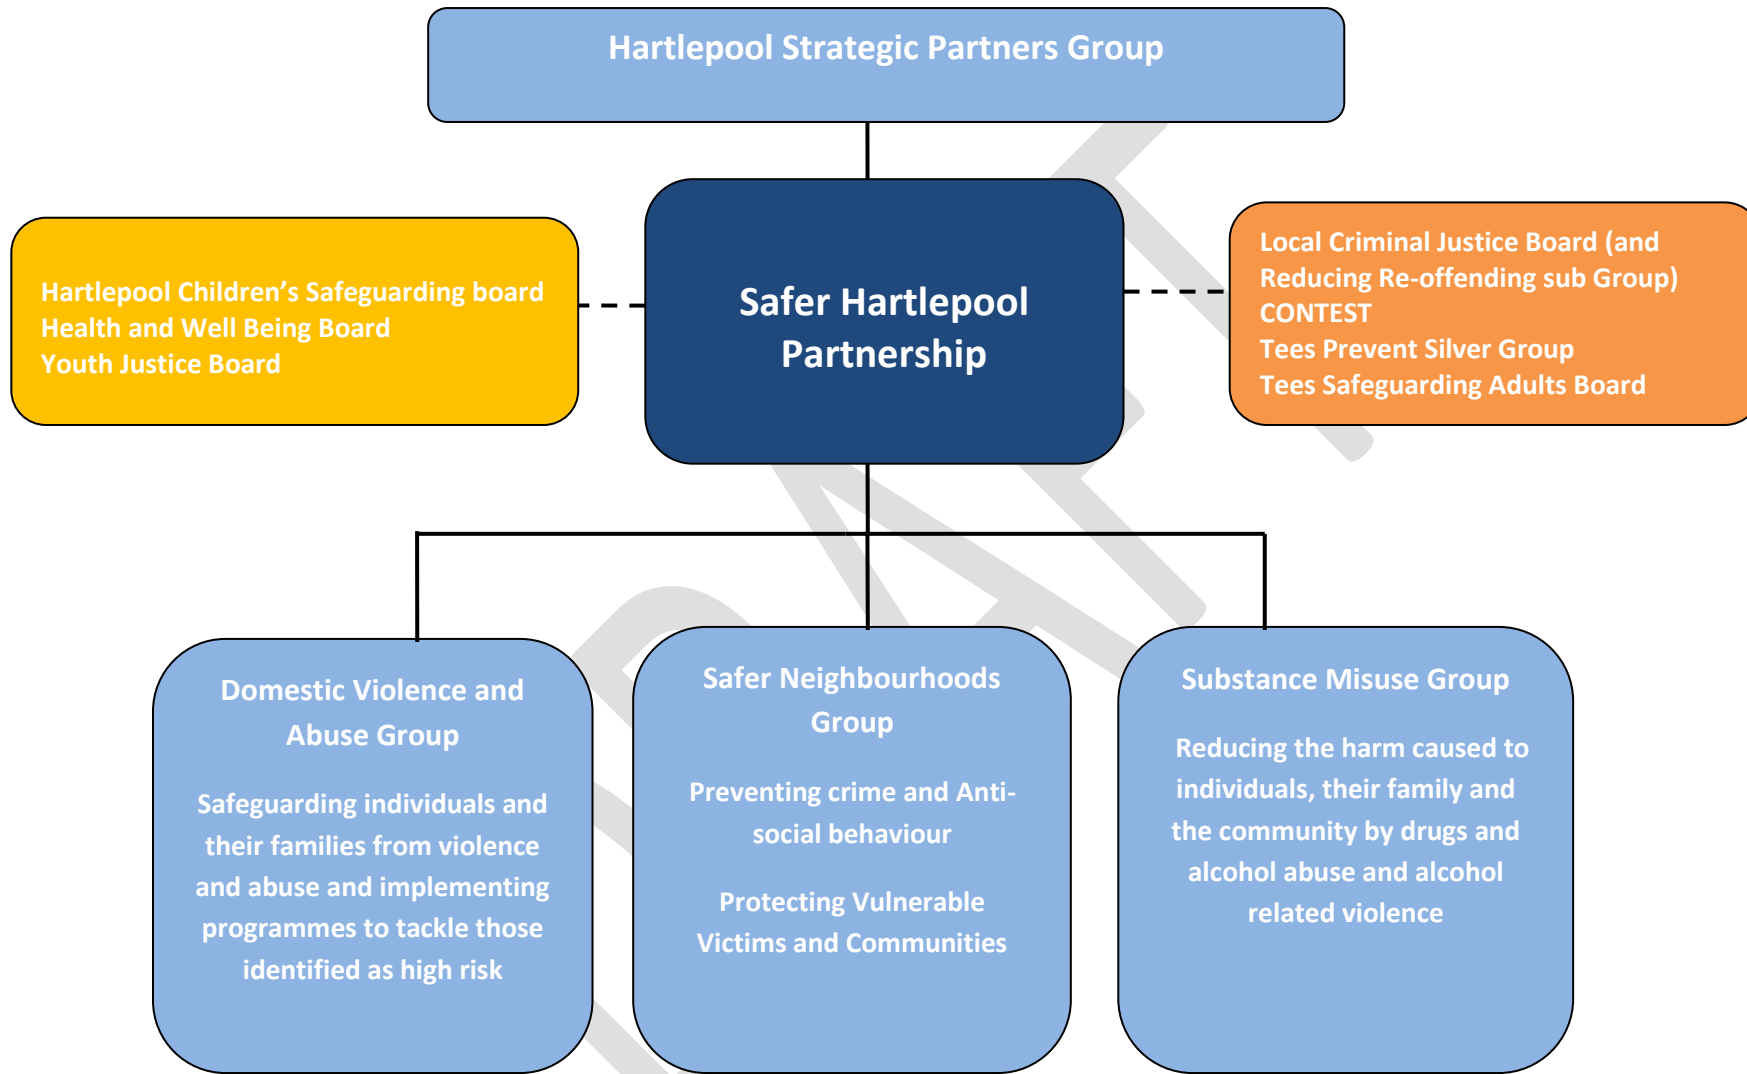 Hartlepool Strategic Partners Group
Hartlepool Children’s Safeguarding board
Health and Well Being Board
Youth Justice Board
Safer Hartlepool
Partnership
Local Criminal Justice Board (and
Reducing Re-offending sub Group)
CONTEST
Tees Prevent Silver Group
Tees Safeguarding Adults Board
Domestic Violence and
Abuse Group
Safeguarding individuals and
their families from violence
and abuse and implementing
programmes to tackle those
identified as high risk
Safer Neighbourhoods
Group
Preventing crime and Anti-
social behaviour
Protecting Vulnerable
Victims and Communities
Substance Misuse Group
Reducing the harm caused to
individuals, their family and
the community by drugs and
alcohol abuse and alcohol
related violence
DRAFT